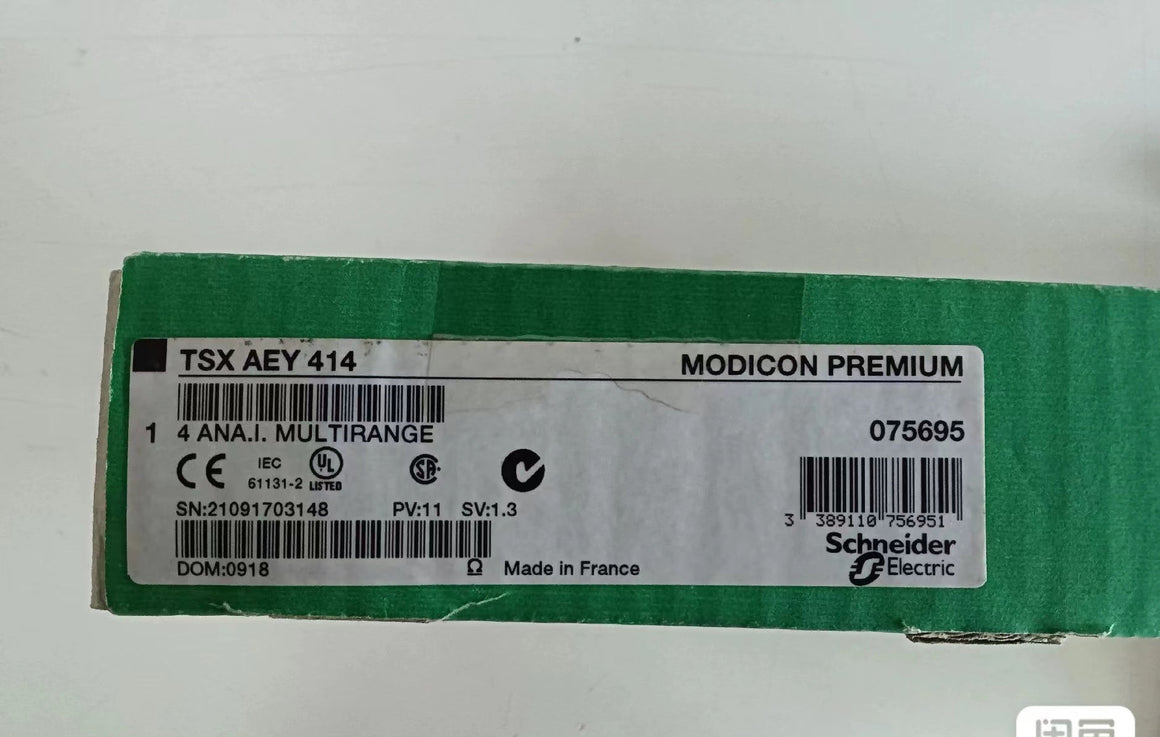 TSX AEY 414
MODICON PREMIUM
1
4 ANA.I. MULTIRANGE
075695
CE
IEC
61131-2
UL
LISTED
SA
SN:21091703148
PV:11
SV:1.3
3 389110 756951
DOM:0918
Ω
Made in France
Schneider
Electric